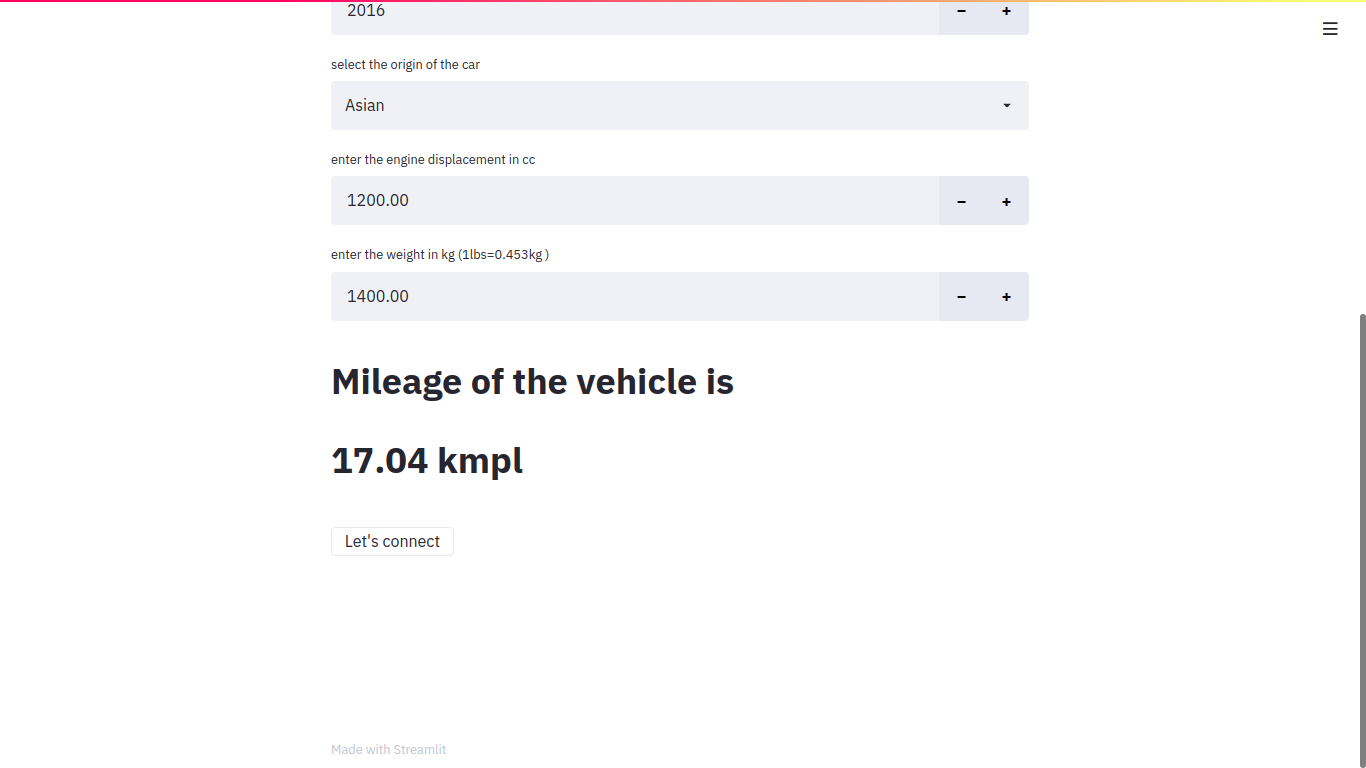 2016
− +
select the origin of the car
Asian
enter the engine displacement in cc
1200.00
− +
enter the weight in kg (1lbs=0.453kg )
1400.00
− +
Mileage of the vehicle is
17.04 kmpl
Let's connect
Made with Streamlit